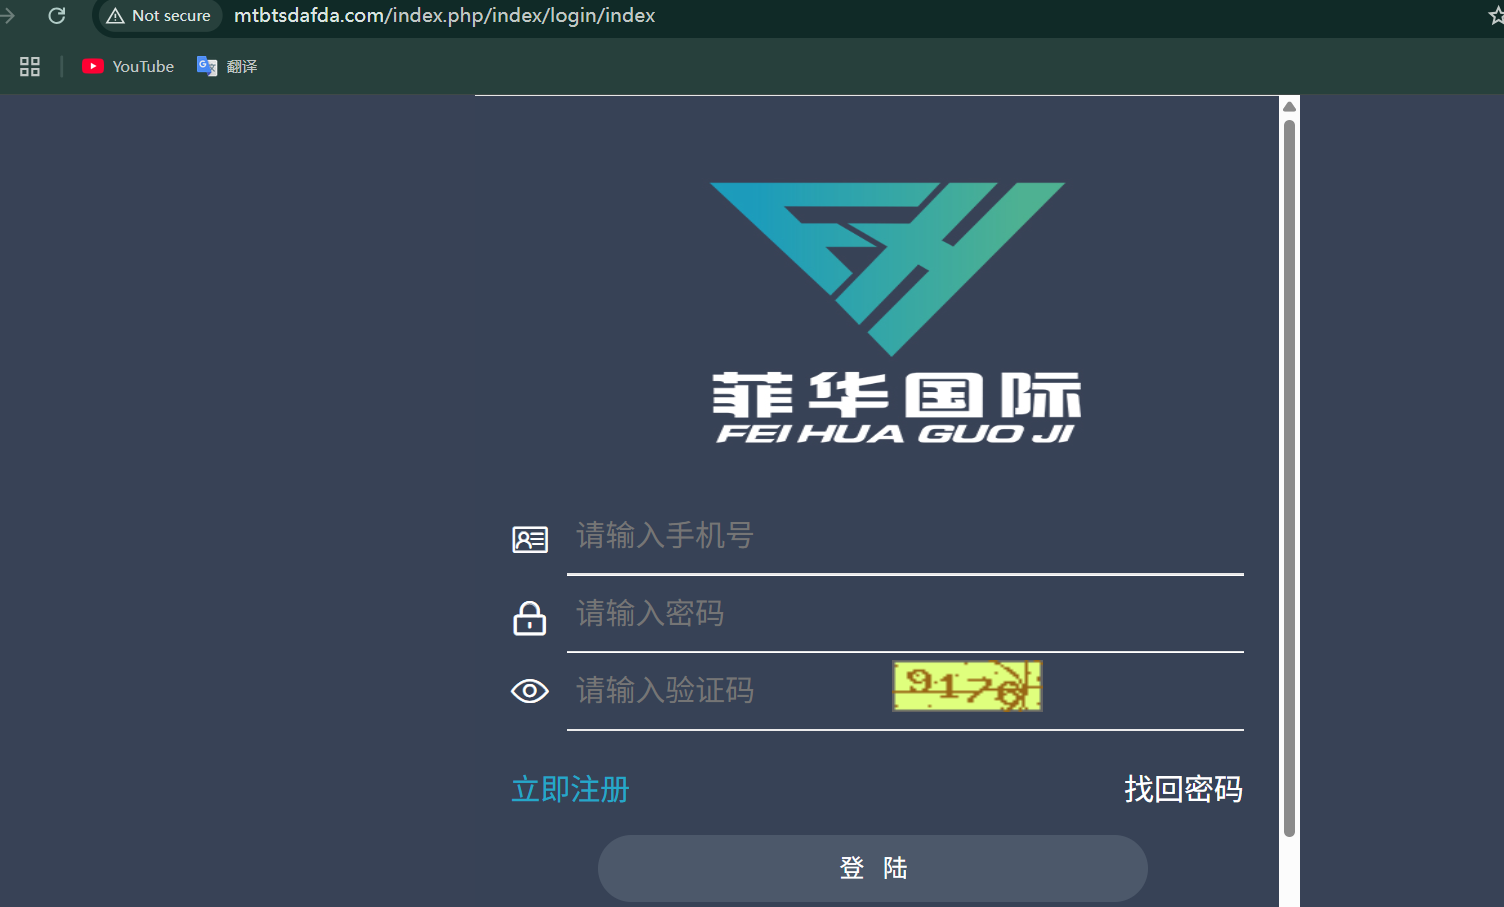 Not secure
mtbtsdafda.com/index.php/index/login/index
YouTube
翻译
菲华国际
FEI HUA GUO JI
请输入手机号
请输入密码
请输入验证码
9176
立即注册
找回密码
登 陆